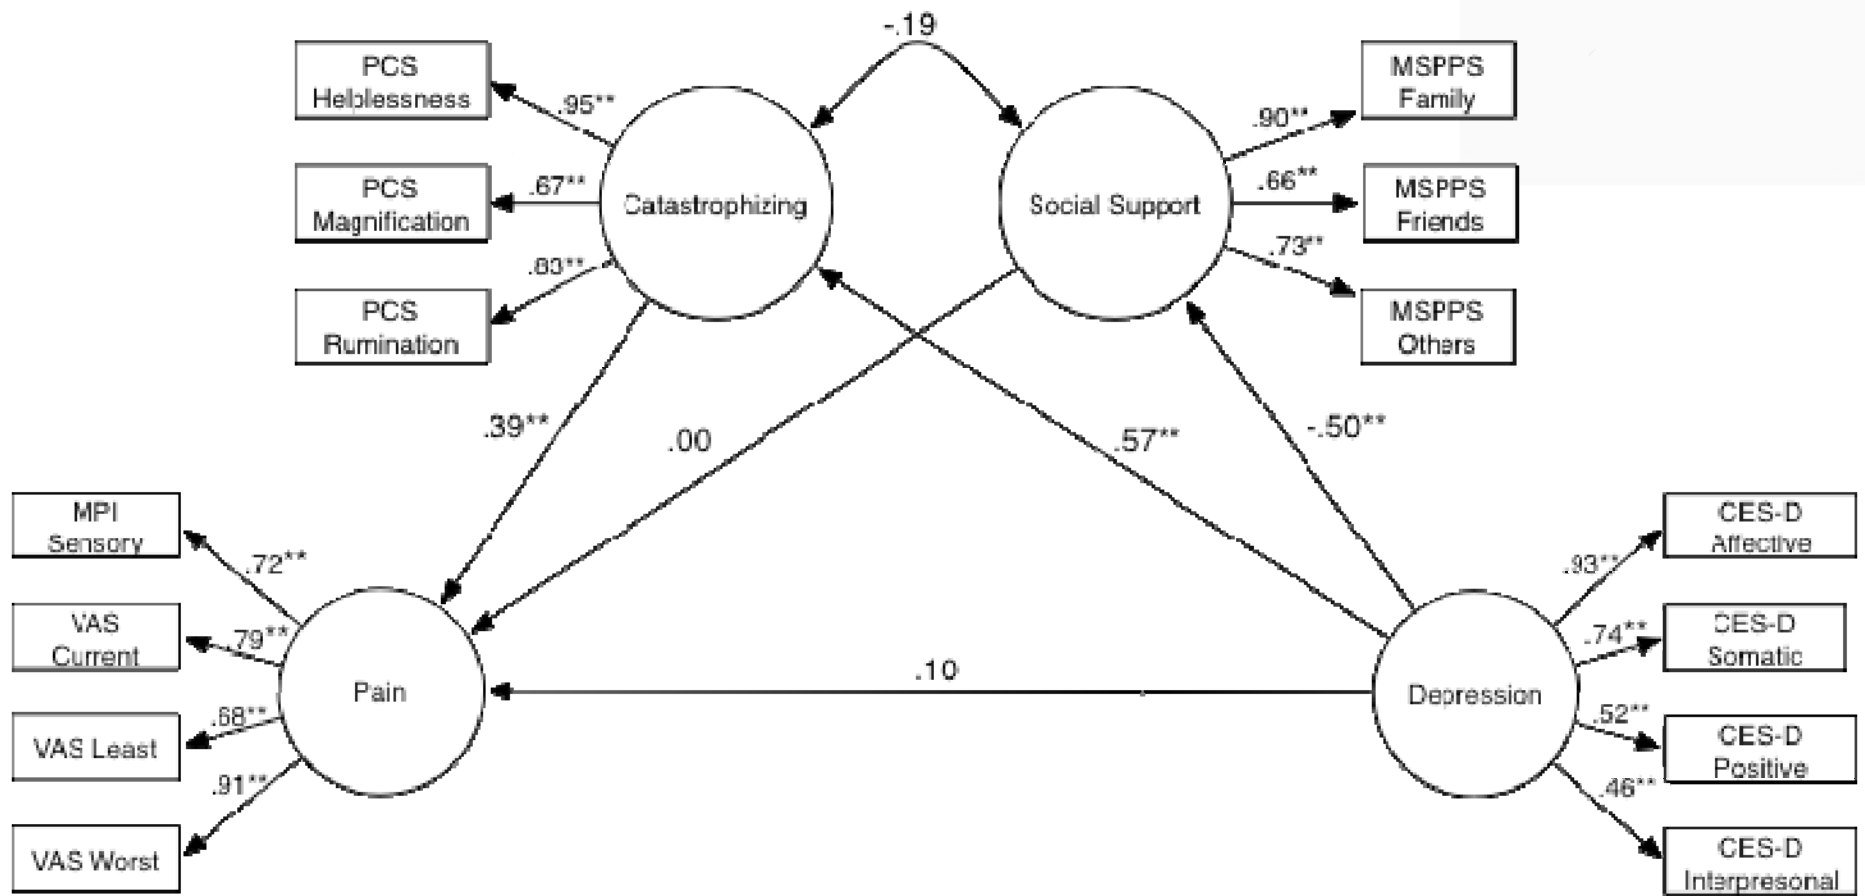 -.19
PCS
Helplessness
.95**
PCS
Magnification
.67**
PCS
Rumination
.83**
Catastrophizing
Social Support
MSPPS
Family
.90**
MSPPS
Friends
.66**
MSPPS
Others
.73**
.39**
.00
.57**
-.50**
MPI
Sensory
.72**
VAS
Current
.79**
VAS Least
.68**
VAS Worst
.91**
Pain
.10
Depression
CES-D
Affective
.93**
CES-D
Somatic
.74**
CES-D
Positive
.52**
CES-D
Interpresonal
.46**